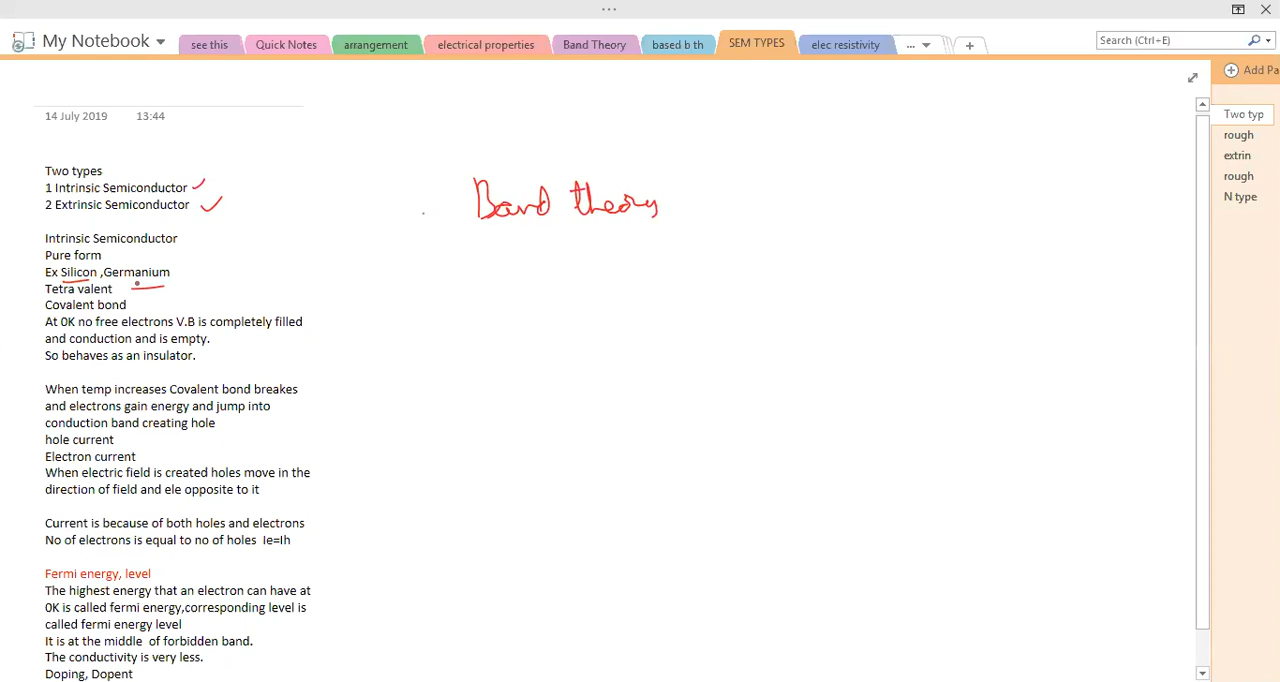 ...
My Notebook
see this
Quick Notes
arrangement
electrical properties
Band Theory
based b th
SEM TYPES
elec resistivity
...
+
Search (Ctrl+E)
Add Pa
14 July 2019 13:44
Two typ
rough
extrin
rough
N type
Two types
1 Intrinsic Semiconductor
2 Extrinsic Semiconductor
Band theory
Intrinsic Semiconductor
Pure form
Ex Silicon ,Germanium
Tetra valent
Covalent bond
At 0K no free electrons V.B is completely filled
and conduction and is empty.
So behaves as an insulator.
When temp increases Covalent bond breakes
and electrons gain energy and jump into
conduction band creating hole
hole current
Electron current
When electric field is created holes move in the
direction of field and ele opposite to it
Current is because of both holes and electrons
No of electrons is equal to no of holes Ie=Ih
Fermi energy, level
The highest energy that an electron can have at
0K is called fermi energy,corresponding level is
called fermi energy level
It is at the middle of forbidden band.
The conductivity is very less.
Doping, Dopent